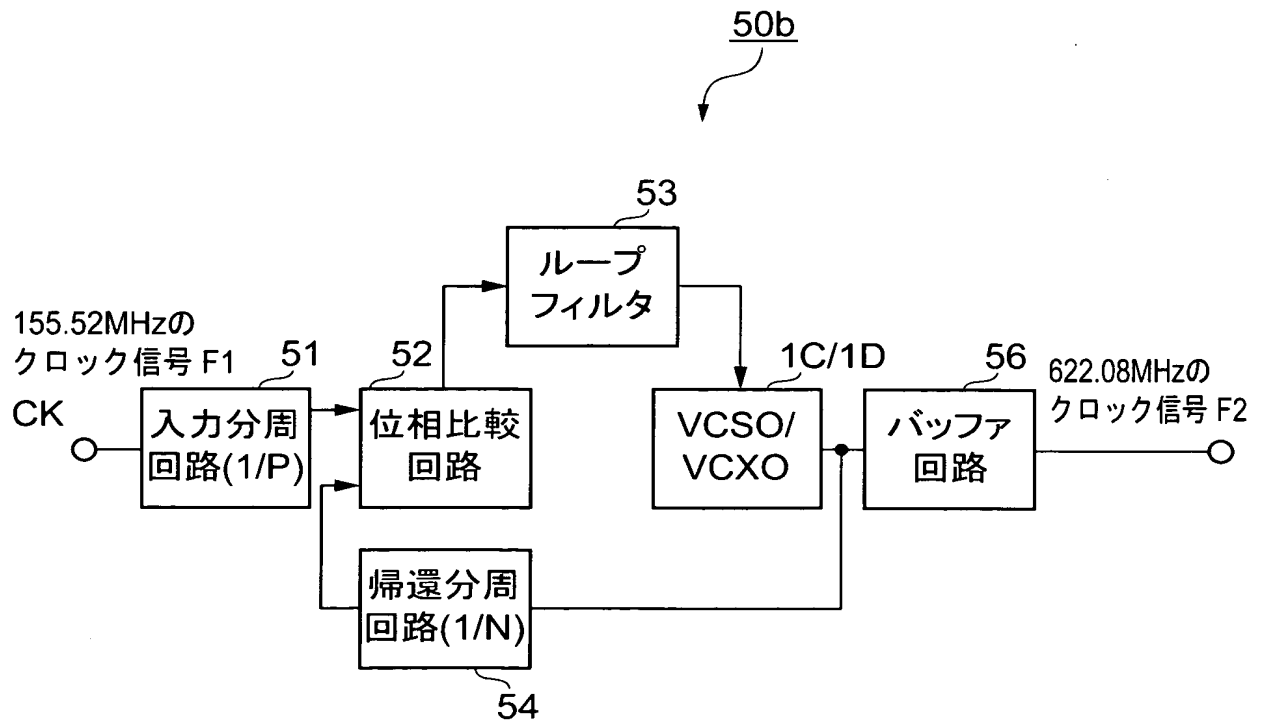 50b
53
ループ
フィルタ
155.52MHzの
クロック信号 F1
CK
51
入力分周
回路(1/P)
52
位相比較
回路
1C/1D
VCSO/
VCXO
56
バッファ
回路
622.08MHzの
クロック信号 F2
帰還分周
回路(1/N)
54